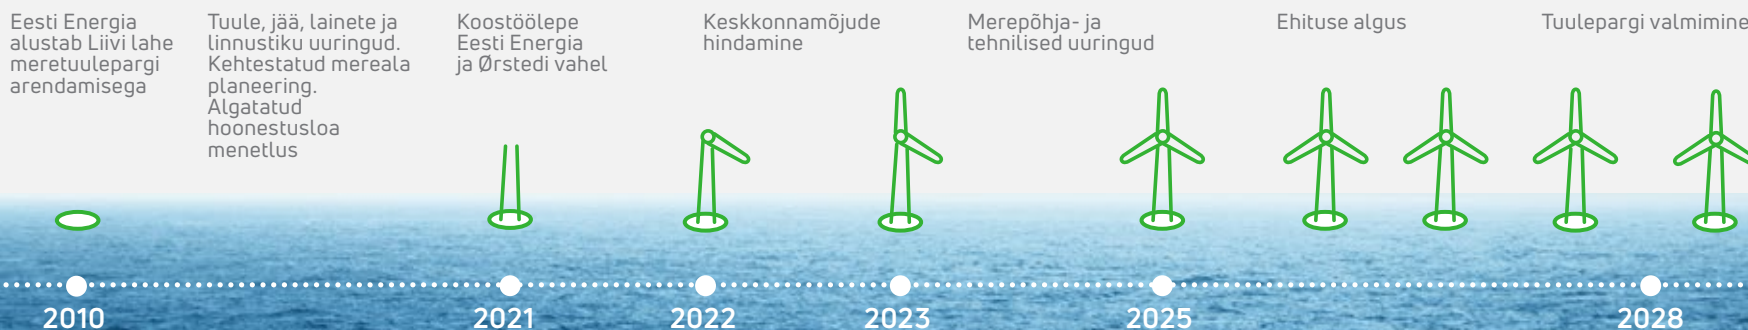 Eesti Energia
alustab Liivi lahe
meretuulepargi
arendamisega
Tuule, jää, lainete ja
linnustiku uuringud.
Kehtestatud mereala
planeering.
Algatatud
hoonestusloa
menetlus
Koostöölepe
Eesti Energia
ja Ørstedi vahel
Keskkonnamõjude
hindamine
Merepõhja- ja
tehnilised uuringud
Ehituse algus
Tuulepargi valmimine
2010
2021
2022
2023
2025
2028